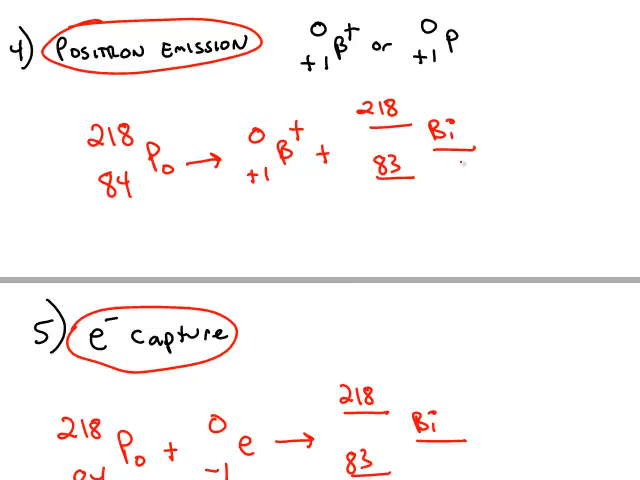 4) POSITRON EMISSION 0 +1 β+ or 0 +1 P
218 84 Po → 0 +1 β+ + 218 83 Bi
5) e- capture
218 84 Po + 0 -1 e → 218 83 Bi